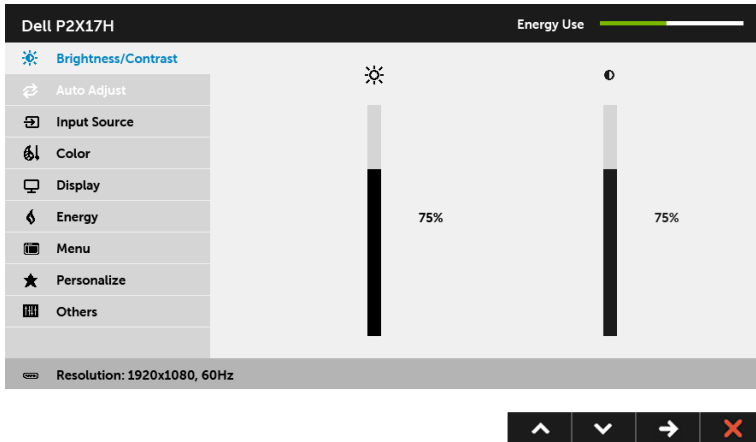 Dell P2X17H
Energy Use
Brightness/Contrast
Auto Adjust
Input Source
Color
Display
Energy
Menu
Personalize
Others
75%
75%
Resolution: 1920x1080, 60Hz